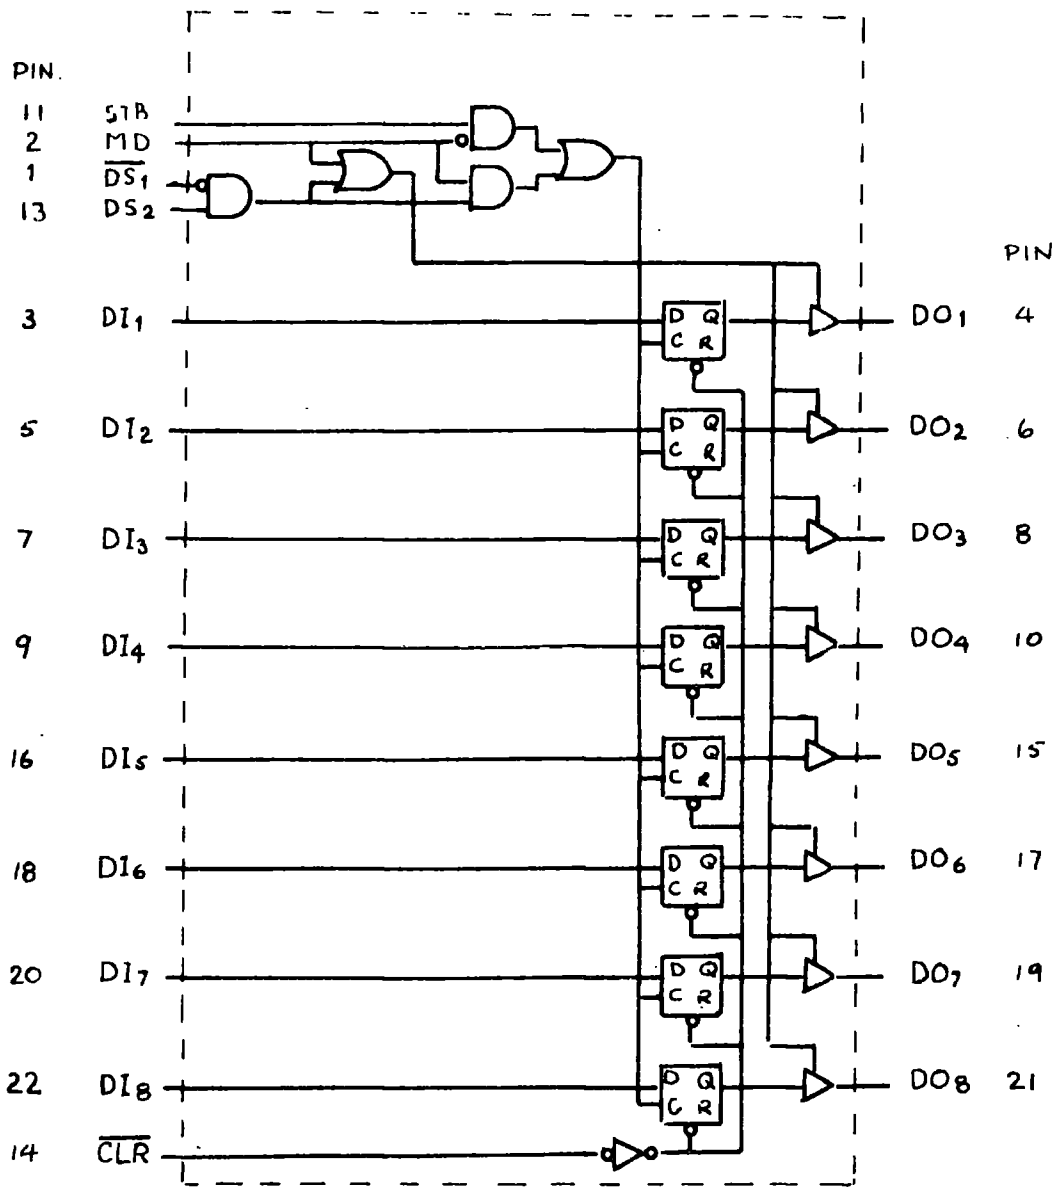 PIN.
11 STB
2 MD
1 D̅S̅₁
13 DS₂
PIN
3 DI₁ D Q C R DO₁ 4
5 DI₂ D Q C R DO₂ 6
7 DI₃ D Q C R DO₃ 8
9 DI₄ D Q C R DO₄ 10
16 DI₅ D Q C R DO₅ 15
18 DI₆ D Q C R DO₆ 17
20 DI₇ D Q C R DO₇ 19
22 DI₈ D Q C R DO₈ 21
14 C̅L̅R̅